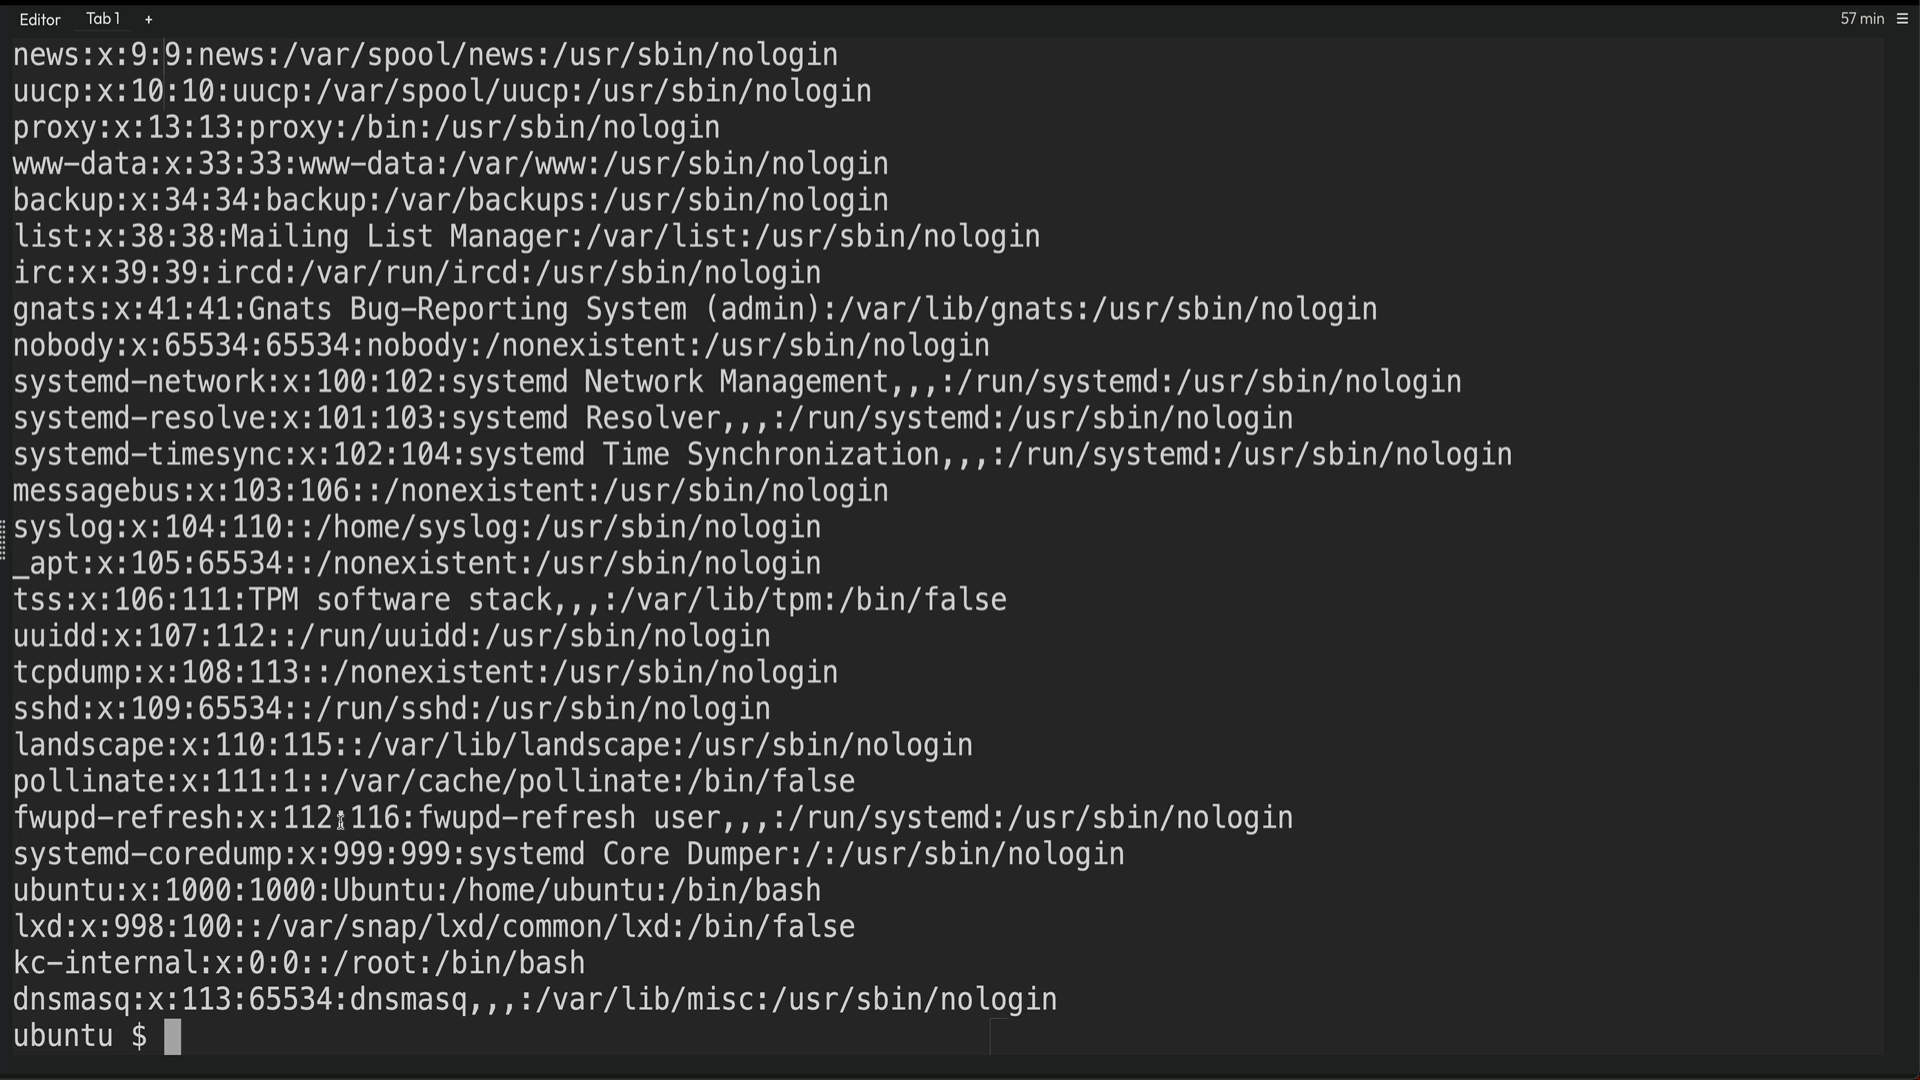 Editor Tab 1 + 57 min ☰
news:x:9:9:news:/var/spool/news:/usr/sbin/nologin
uucp:x:10:10:uucp:/var/spool/uucp:/usr/sbin/nologin
proxy:x:13:13:proxy:/bin:/usr/sbin/nologin
www-data:x:33:33:www-data:/var/www:/usr/sbin/nologin
backup:x:34:34:backup:/var/backups:/usr/sbin/nologin
list:x:38:38:Mailing List Manager:/var/list:/usr/sbin/nologin
irc:x:39:39:ircd:/var/run/ircd:/usr/sbin/nologin
gnats:x:41:41:Gnats Bug-Reporting System (admin):/var/lib/gnats:/usr/sbin/nologin
nobody:x:65534:65534:nobody:/nonexistent:/usr/sbin/nologin
systemd-network:x:100:102:systemd Network Management,,,:/run/systemd:/usr/sbin/nologin
systemd-resolve:x:101:103:systemd Resolver,,,:/run/systemd:/usr/sbin/nologin
systemd-timesync:x:102:104:systemd Time Synchronization,,,:/run/systemd:/usr/sbin/nologin
messagebus:x:103:106::/nonexistent:/usr/sbin/nologin
syslog:x:104:110::/home/syslog:/usr/sbin/nologin
_apt:x:105:65534::/nonexistent:/usr/sbin/nologin
tss:x:106:111:TPM software stack,,,:/var/lib/tpm:/bin/false
uuidd:x:107:112::/run/uuidd:/usr/sbin/nologin
tcpdump:x:108:113::/nonexistent:/usr/sbin/nologin
sshd:x:109:65534::/run/sshd:/usr/sbin/nologin
landscape:x:110:115::/var/lib/landscape:/usr/sbin/nologin
pollinate:x:111:1::/var/cache/pollinate:/bin/false
fwupd-refresh:x:112:116:fwupd-refresh user,,,:/run/systemd:/usr/sbin/nologin
systemd-coredump:x:999:999:systemd Core Dumper:/:/usr/sbin/nologin
ubuntu:x:1000:1000:Ubuntu:/home/ubuntu:/bin/bash
lxd:x:998:100::/var/snap/lxd/common/lxd:/bin/false
kc-internal:x:0:0::/root:/bin/bash
dnsmasq:x:113:65534:dnsmasq,,,:/var/lib/misc:/usr/sbin/nologin
ubuntu $